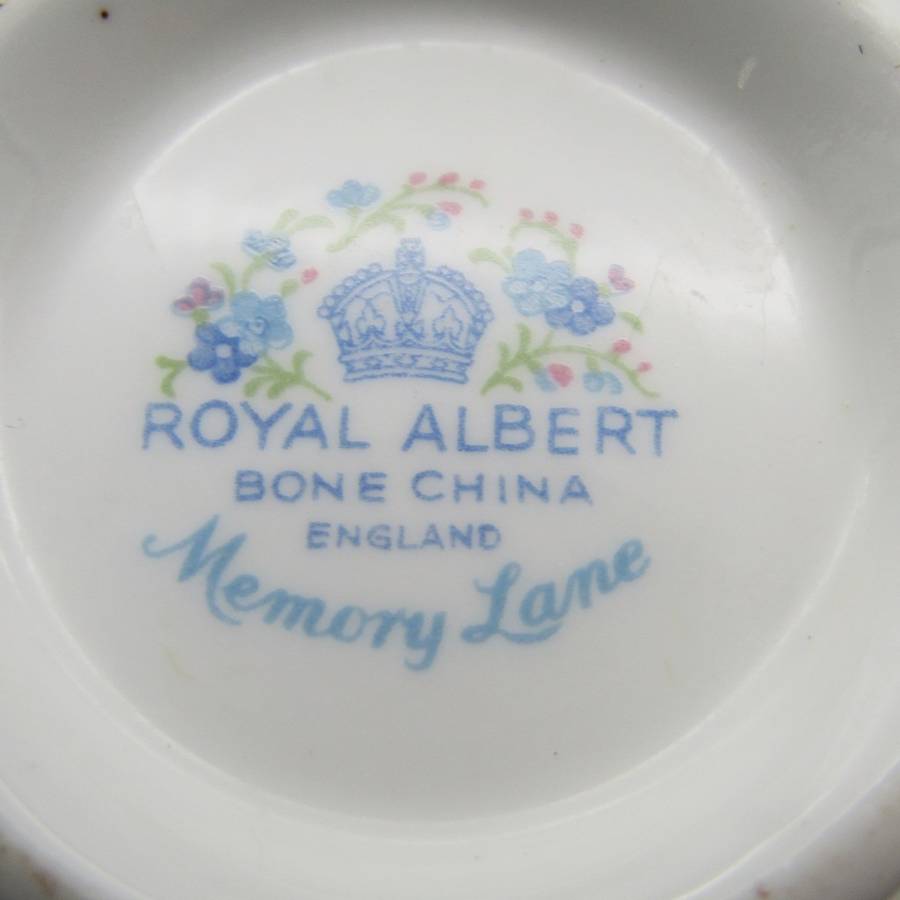 ROYAL ALBERT
BONE CHINA
ENGLAND
Memory Lane